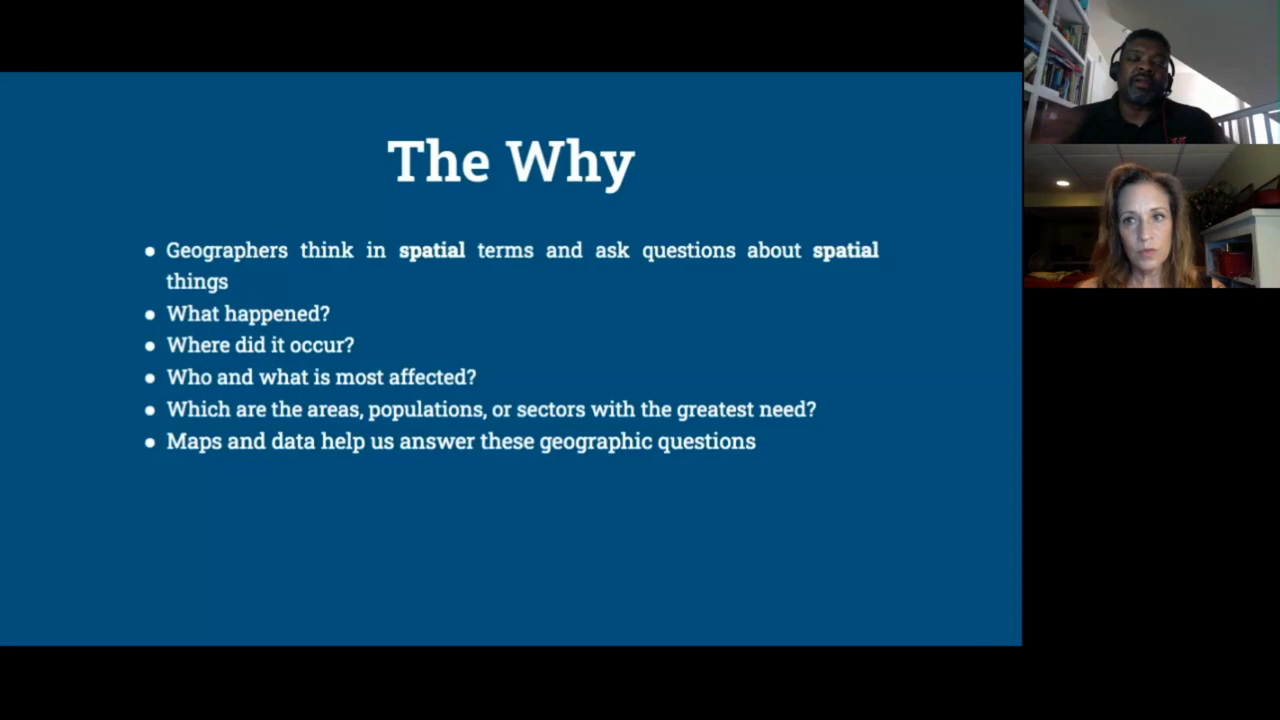 The Why
• Geographers think in spatial terms and ask questions about spatial
things
• What happened?
• Where did it occur?
• Who and what is most affected?
• Which are the areas, populations, or sectors with the greatest need?
• Maps and data help us answer these geographic questions